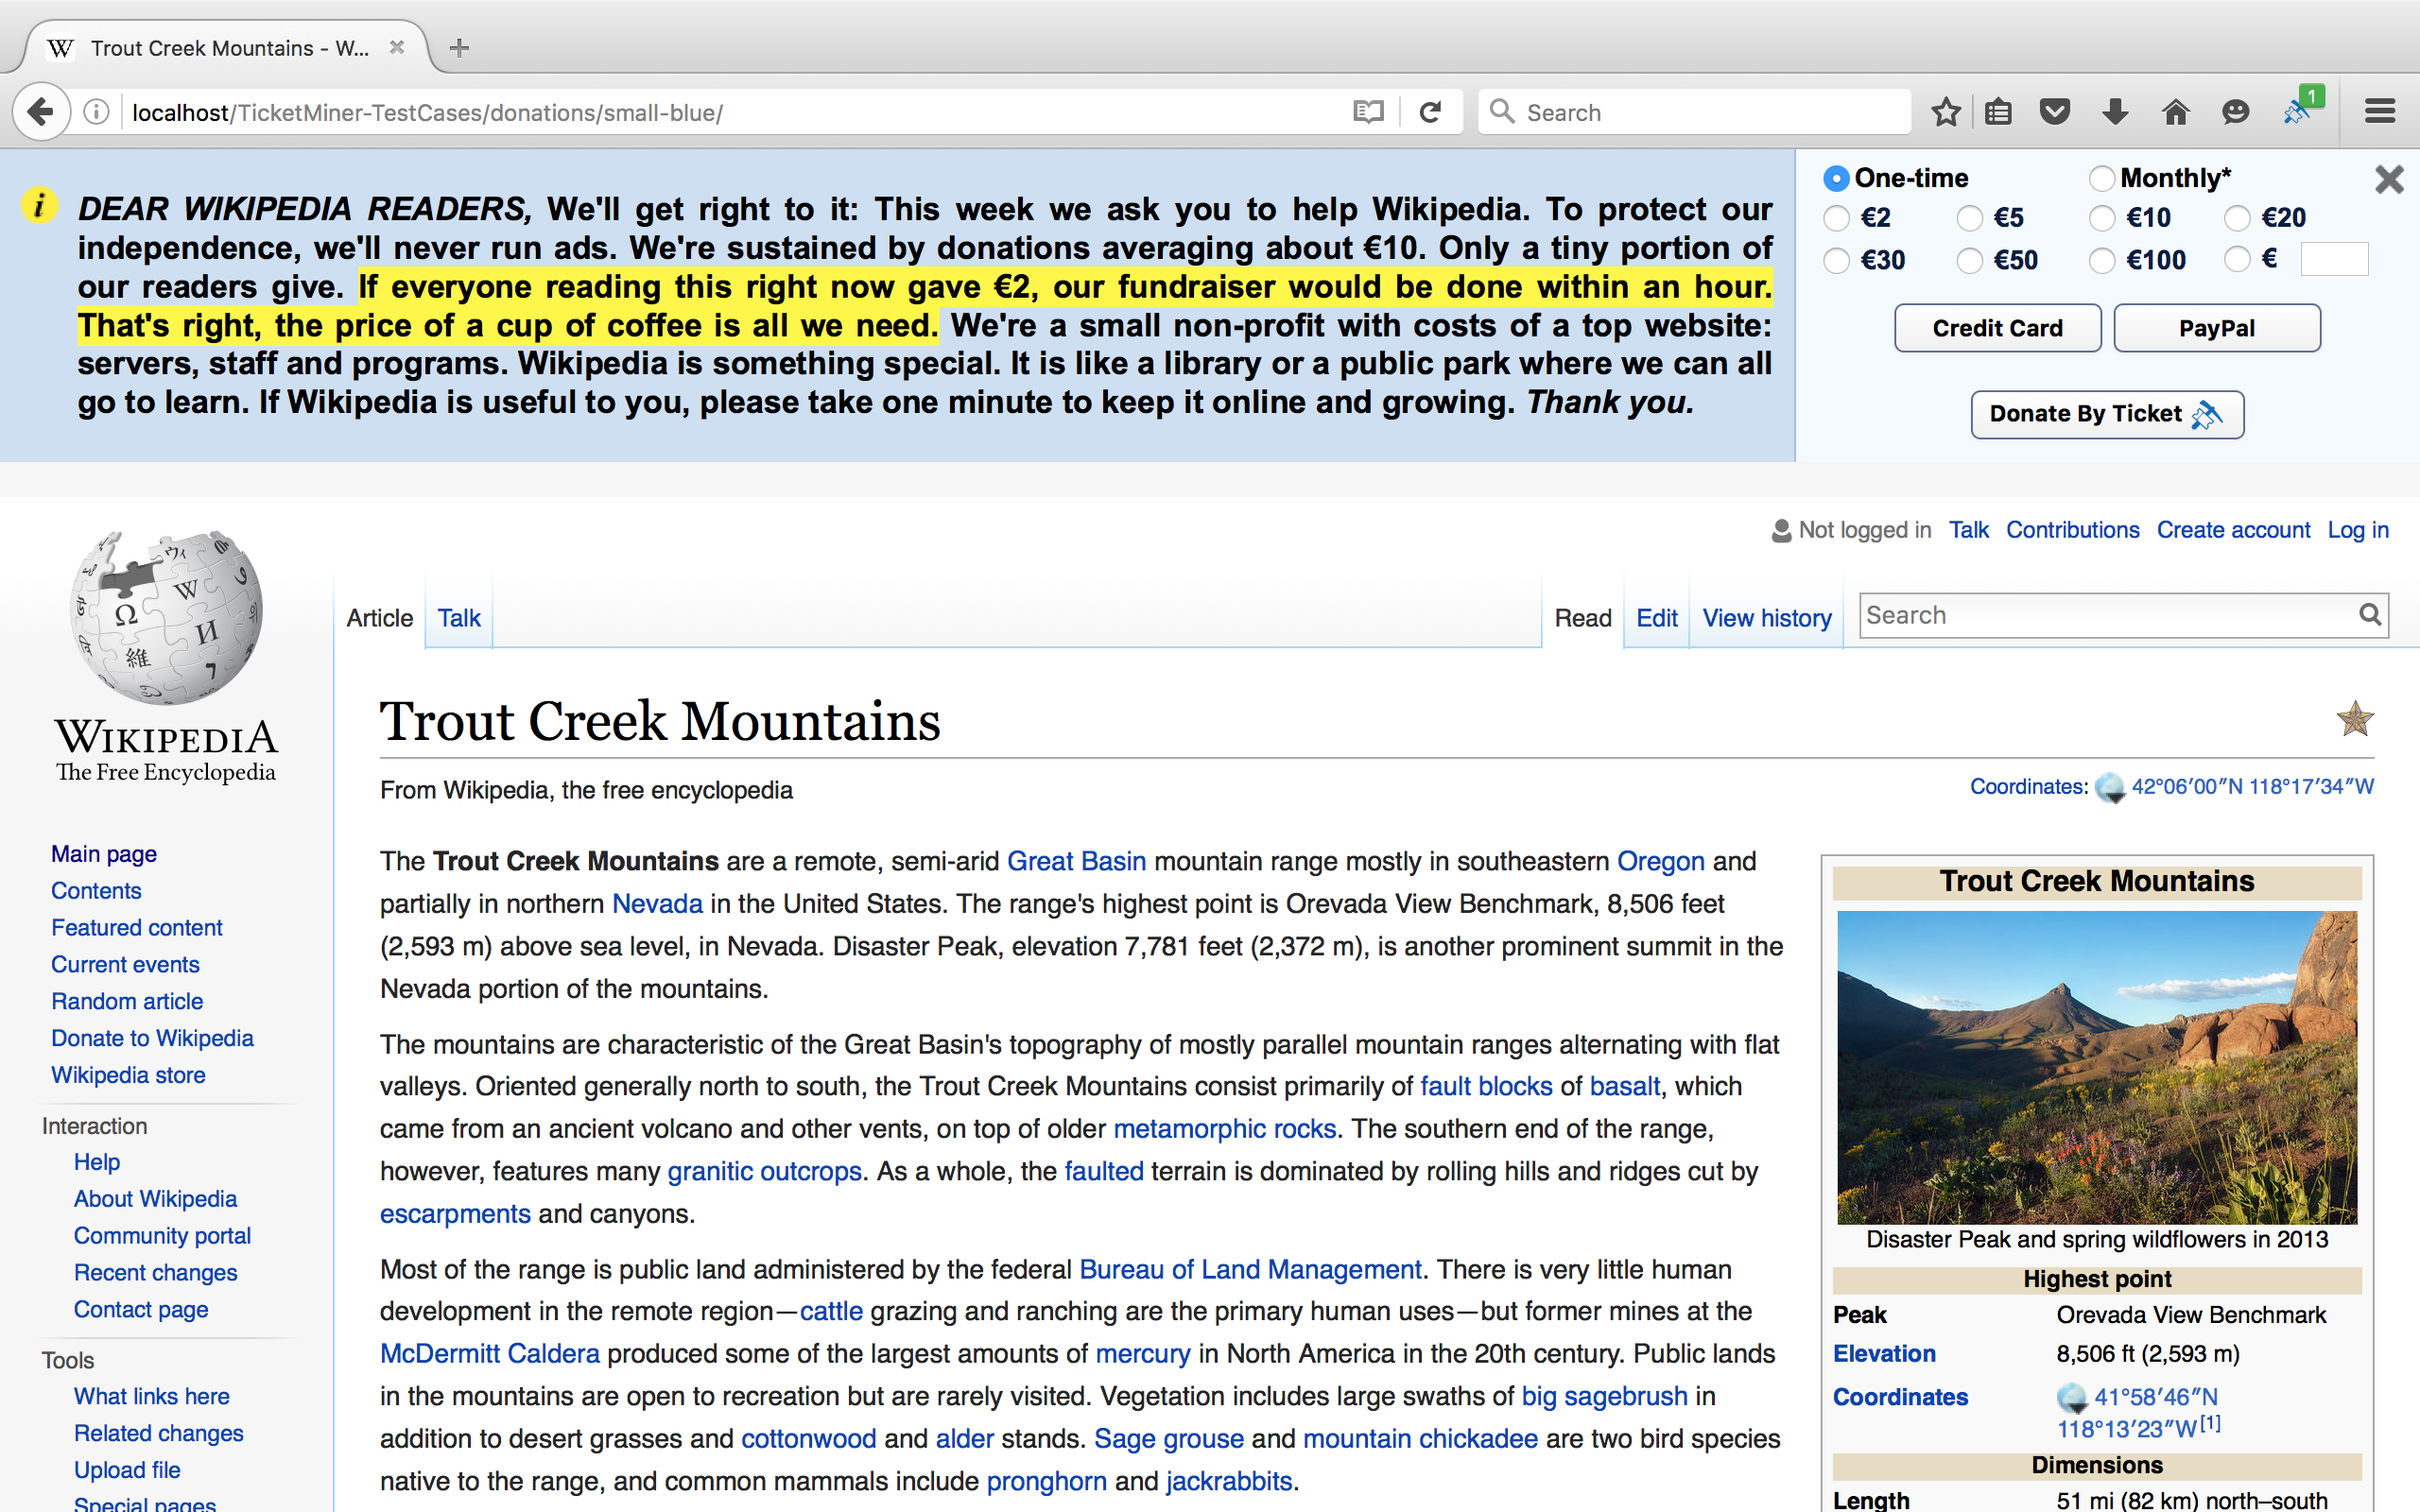 Trout Creek Mountains - W...
localhost/TicketMiner-TestCases/donations/small-blue/
Search
1
DEAR WIKIPEDIA READERS, We'll get right to it: This week we ask you to help Wikipedia. To protect our
independence, we'll never run ads. We're sustained by donations averaging about €10. Only a tiny portion of
our readers give. If everyone reading this right now gave €2, our fundraiser would be done within an hour.
That's right, the price of a cup of coffee is all we need. We're a small non-profit with costs of a top website:
servers, staff and programs. Wikipedia is something special. It is like a library or a public park where we can all
go to learn. If Wikipedia is useful to you, please take one minute to keep it online and growing. Thank you.
One-time Monthly*
€2 €5 €10 €20
€30 €50 €100 €
Credit Card PayPal
Donate By Ticket
Not logged in Talk Contributions Create account Log in
Article Talk
Read Edit View history Search
WIKIPEDIA
The Free Encyclopedia
Main page
Contents
Featured content
Current events
Random article
Donate to Wikipedia
Wikipedia store
Interaction
Help
About Wikipedia
Community portal
Recent changes
Contact page
Tools
What links here
Related changes
Upload file
Special pages
Trout Creek Mountains
From Wikipedia, the free encyclopedia
Coordinates: 42°06′00″N 118°17′34″W
The Trout Creek Mountains are a remote, semi-arid Great Basin mountain range mostly in southeastern Oregon and
partially in northern Nevada in the United States. The range's highest point is Orevada View Benchmark, 8,506 feet
(2,593 m) above sea level, in Nevada. Disaster Peak, elevation 7,781 feet (2,372 m), is another prominent summit in the
Nevada portion of the mountains.
The mountains are characteristic of the Great Basin's topography of mostly parallel mountain ranges alternating with flat
valleys. Oriented generally north to south, the Trout Creek Mountains consist primarily of fault blocks of basalt, which
came from an ancient volcano and other vents, on top of older metamorphic rocks. The southern end of the range,
however, features many granitic outcrops. As a whole, the faulted terrain is dominated by rolling hills and ridges cut by
escarpments and canyons.
Most of the range is public land administered by the federal Bureau of Land Management. There is very little human
development in the remote region—cattle grazing and ranching are the primary human uses—but former mines at the
McDermitt Caldera produced some of the largest amounts of mercury in North America in the 20th century. Public lands
in the mountains are open to recreation but are rarely visited. Vegetation includes large swaths of big sagebrush in
addition to desert grasses and cottonwood and alder stands. Sage grouse and mountain chickadee are two bird species
native to the range, and common mammals include pronghorn and jackrabbits.
Trout Creek Mountains
Disaster Peak and spring wildflowers in 2013
Highest point
Peak Orevada View Benchmark
Elevation 8,506 ft (2,593 m)
Coordinates 41°58′46″N
118°13′23″W[1]
Dimensions
Length 51 mi (82 km) north–south